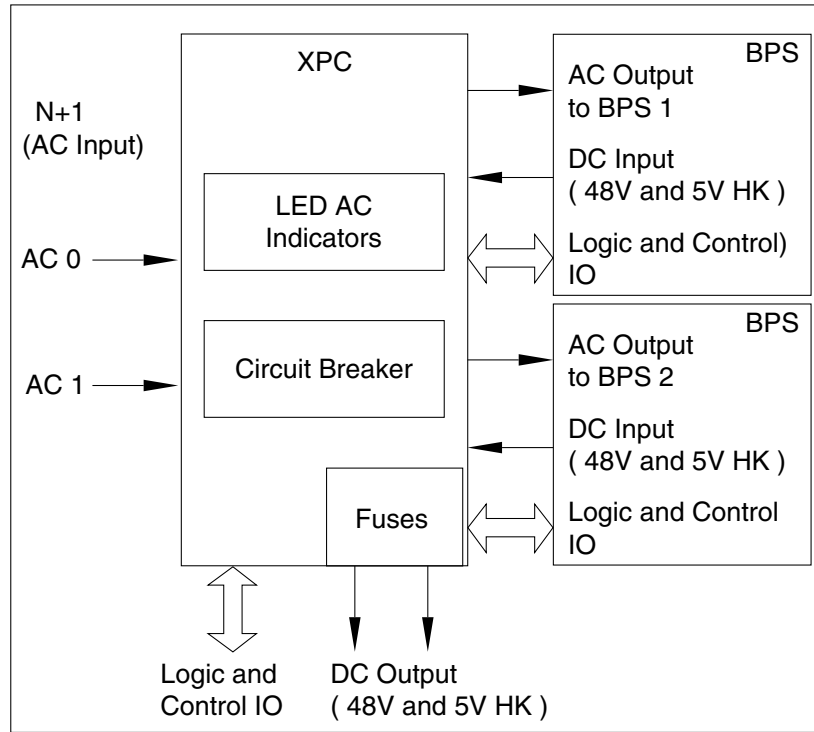 XPC
N+1
(AC Input)
LED AC
Indicators
AC 0
Circuit Breaker
AC 1
Fuses
Logic and
Control IO
DC Output
( 48V and 5V HK )
BPS
AC Output
to BPS 1
DC Input
( 48V and 5V HK )
Logic and Control)
IO
BPS
AC Output
to BPS 2
DC Input
( 48V and 5V HK )
Logic and Control
IO